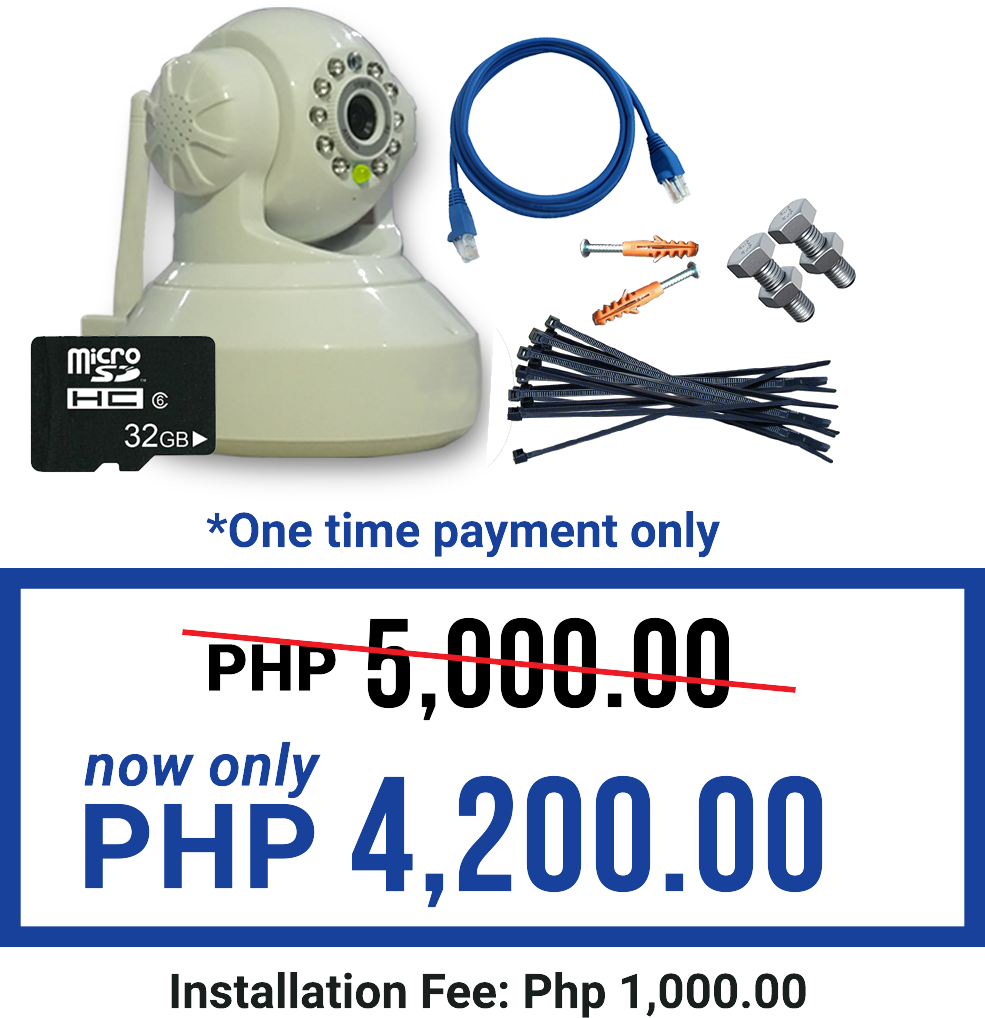 micro
SD
HC 6
32GB
*One time payment only
PHP 5,000.00
now only
PHP 4,200.00
Installation Fee: Php 1,000.00